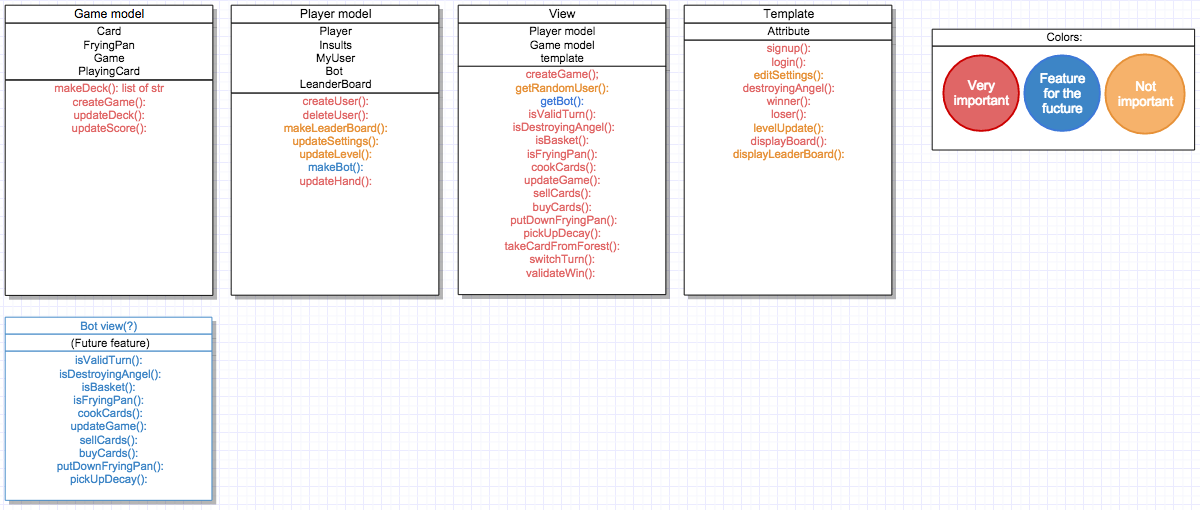 Game model
Card
FryingPan
Game
PlayingCard
makeDeck(): list of str
createGame():
updateDeck():
updateScore():
Player model
Player
Insults
MyUser
Bot
LeanderBoard
createUser():
deleteUser():
makeLeaderBoard():
updateSettings():
updateLevel():
makeBot():
updateHand():
View
Player model
Game model
template
createGame();
getRandomUser():
getBot():
isValidTurn():
isDestroyingAngel():
isBasket():
isFryingPan():
cookCards():
updateGame():
sellCards():
buyCards():
putDownFryingPan():
pickUpDecay():
takeCardFromForest():
switchTurn():
validateWin():
Template
Attribute
signup():
login():
editSettings():
destroyingAngel():
winner():
loser():
levelUpdate():
displayBoard():
displayLeaderBoard():
Colors:
Very
important
Feature
for the
fucture
Not
important
Bot view(?)
(Future feature)
isValidTurn():
isDestroyingAngel():
isBasket():
isFryingPan():
cookCards():
updateGame():
sellCards():
buyCards():
putDownFryingPan():
pickUpDecay():